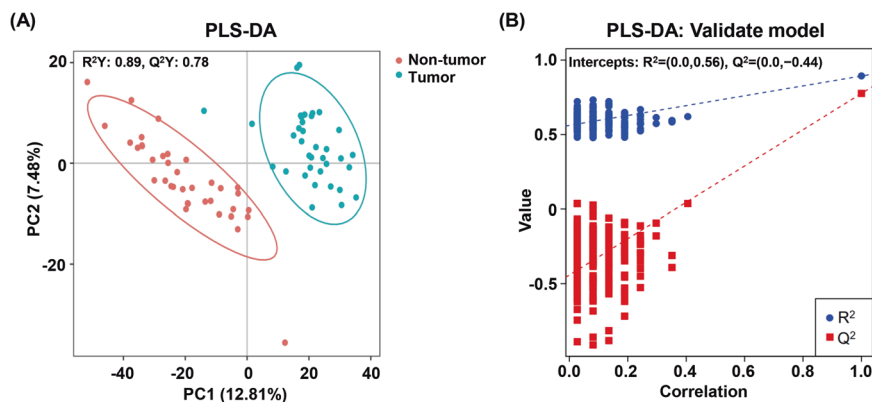 (A)
PLS-DA
R²Y: 0.89, Q²Y: 0.78
Non-tumor
Tumor
20
0
-20
PC2 (7.48%)
-40
-20
0
20
40
PC1 (12.81%)
(B)
PLS-DA: Validate model
Intercepts: R²=(0.0,0.56), Q²=(0.0,−0.44)
1.0
0.5
0
-0.5
Value
R²
Q²
0.0
0.2
0.4
0.6
0.8
1.0
Correlation